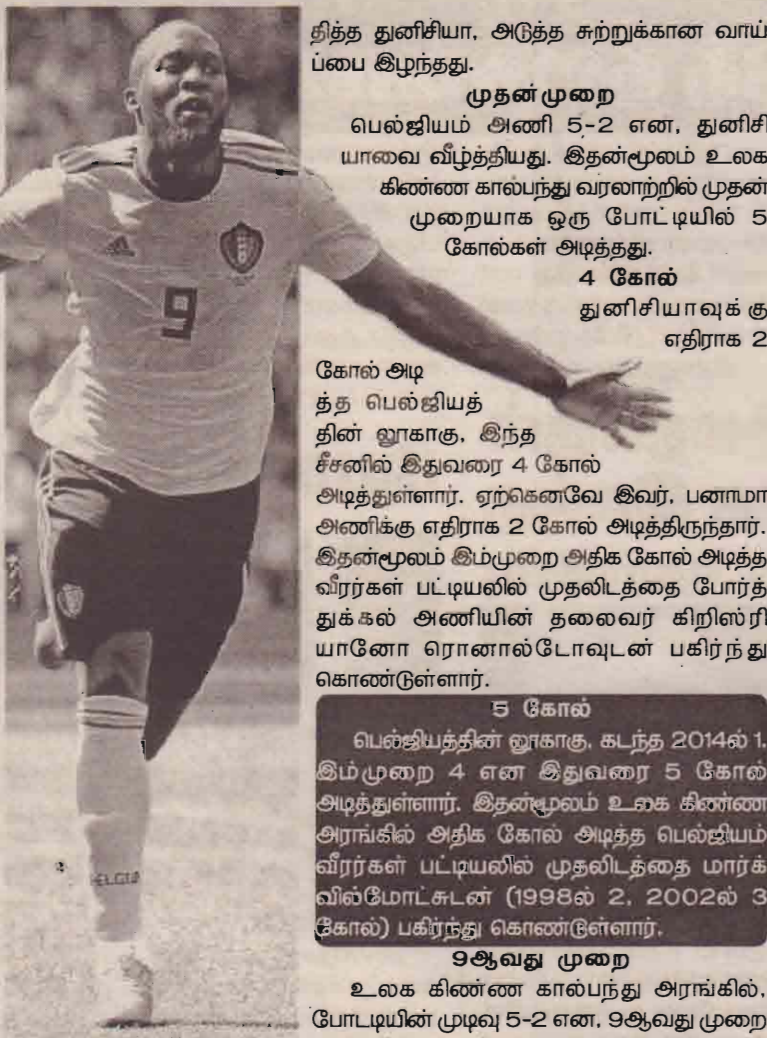 தித்த துனிசியா, அடுத்த சுற்றுக்கான வாய்
ப்பை இழந்தது.
முதன்முறை
பெல்ஜியம் அணி 5-2 என, துனிசி
யாவை வீழ்த்தியது. இதன்மூலம் உலக
கிண்ண கால்பந்து வரலாற்றில் முதன்
முறையாக ஒரு போட்டியில் 5
கோல்கள் அடித்தது.
4 கோல்
துனிசியாவுக்கு
எதிராக 2
கோல் அடி
த்த பெல்ஜியத்
தின் லூகாகு, இந்த
சீசனில் இதுவரை 4 கோல்
அடித்துள்ளார். ஏற்கெனவே இவர், பனாமா
அணிக்கு எதிராக 2 கோல் அடித்திருந்தார்.
இதன்மூலம் இம்முறை அதிக கோல் அடித்த
வீரர்கள் பட்டியலில் முதலிடத்தை போர்த்
துக்கல் அணியின் தலைவர் கிறிஸ்ரி
யானோ ரொனால்டோவுடன் பகிர்ந்து
கொண்டுள்ளார்.
5 கோல்
பெல்ஜியத்தின் லூகாகு, கடந்த 2014ல் 1.
இம்முறை 4 என இதுவரை 5 கோல்
அடித்துள்ளார். இதன்மூலம் உலக கிண்ண
அரங்கில் அதிக கோல் அடித்த பெல்ஜியம்
வீரர்கள் பட்டியலில் முதலிடத்தை மார்க்
வில்மோட்சுடன் (1998ல் 2, 2002ல் 3
கோல்) பகிர்ந்து கொண்டுள்ளார்.
9ஆவது முறை
உலக கிண்ண கால்பந்து அரங்கில்,
போடடியின் முடிவு 5-2 என, 9ஆவது முறை
adidas
9